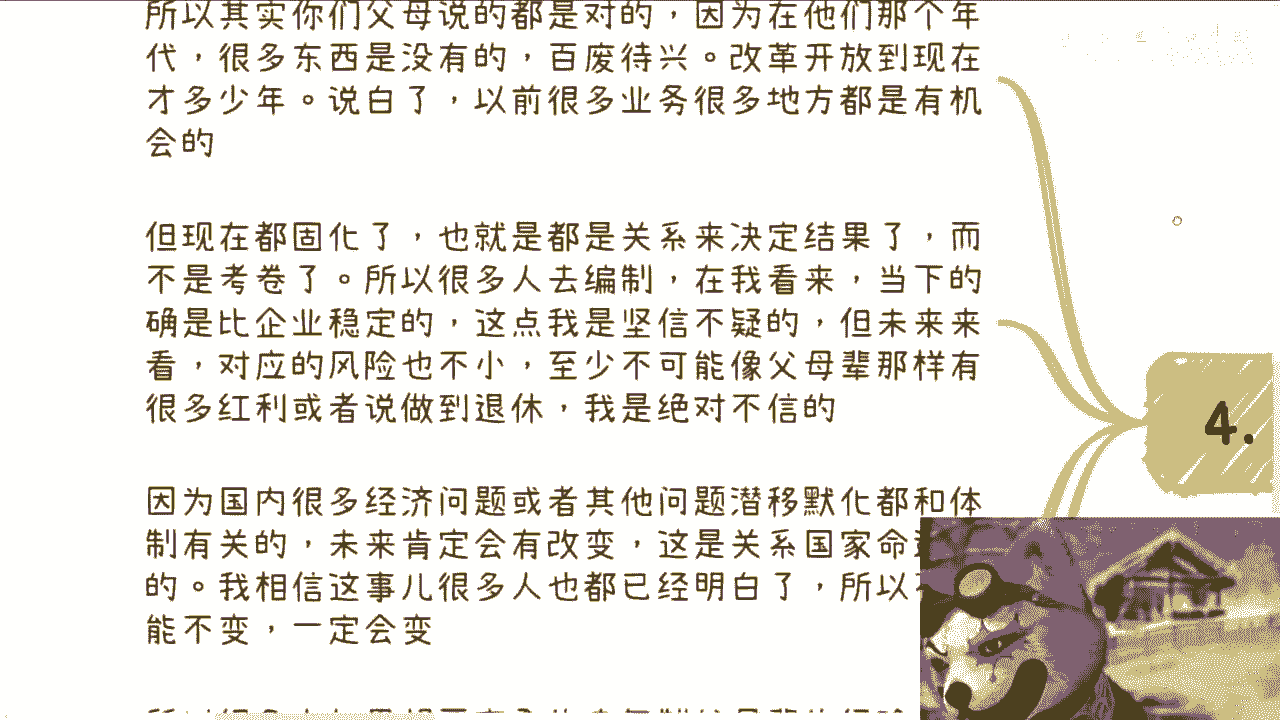 所以其实你们父母说的都是对的，因为在他们那个年
代，很多东西是没有的，百废待兴。改革开放到现在
才多少年。说白了，以前很多业务很多地方都是有机
会的
但现在都固化了，也就是都是关系来决定结果了，而
不是考卷了。所以很多人去编制，在我看来，当下的
确是比企业稳定的，这点我是坚信不疑的，但未来来
看，对应的风险也不小，至少不可能像父母辈那样有
很多红利或者说做到退休，我是绝对不信的
因为国内很多经济问题或者其他问题潜移默化都和体
制有关的，未来肯定会有改变，这是关系国家命
的。我相信这事儿很多人也都已经明白了，所以
能不变，一定会变
4.